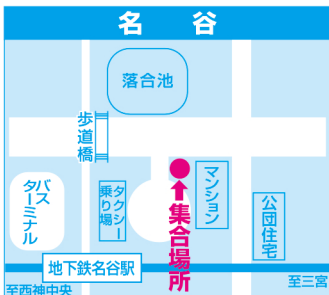 名谷
落合池
歩道橋
マンション
バス
ターミナル
タクシー
乗り場
集合場所
公団住宅
地下鉄名谷駅
至西神中央
至三宮